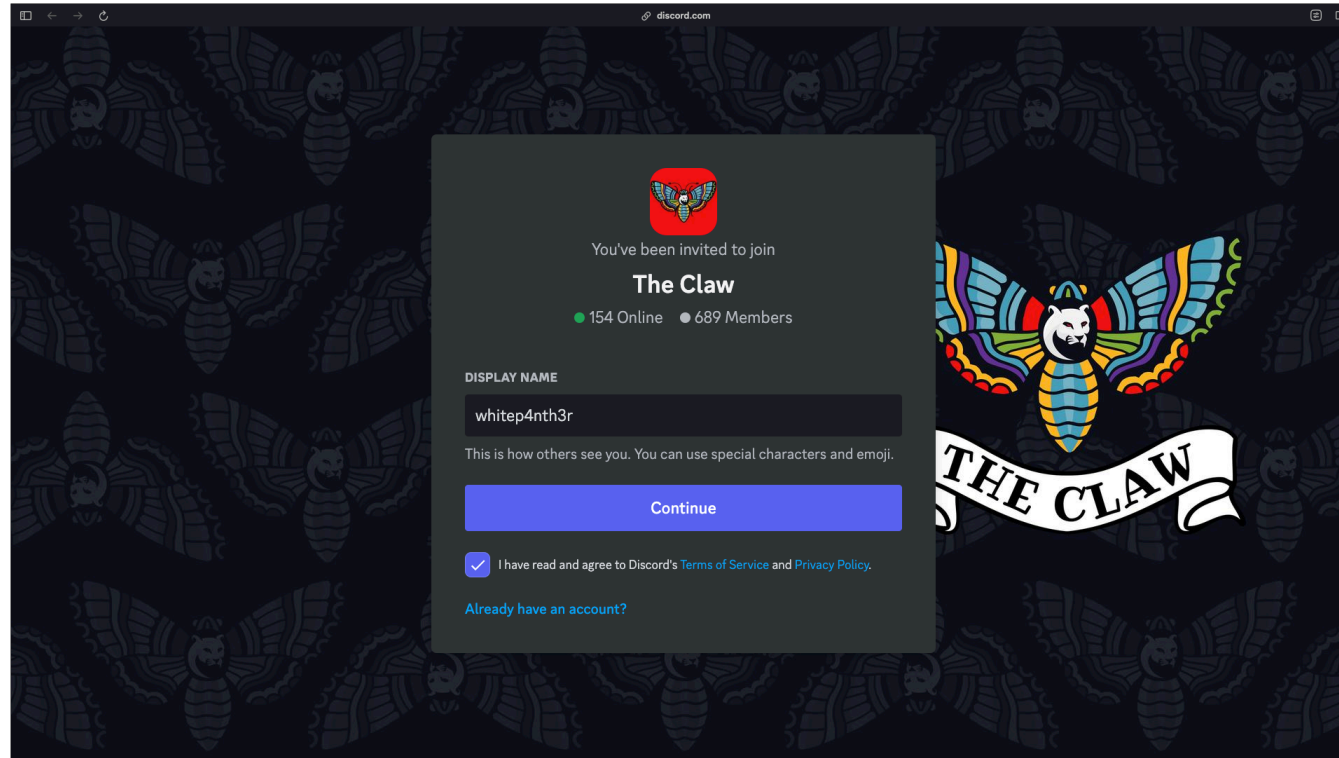 discord.com
You've been invited to join
The Claw
154 Online 689 Members
DISPLAY NAME
whitep4nth3r
This is how others see you. You can use special characters and emoji.
Continue
I have read and agree to Discord's Terms of Service and Privacy Policy.
Already have an account?
THE CLAW